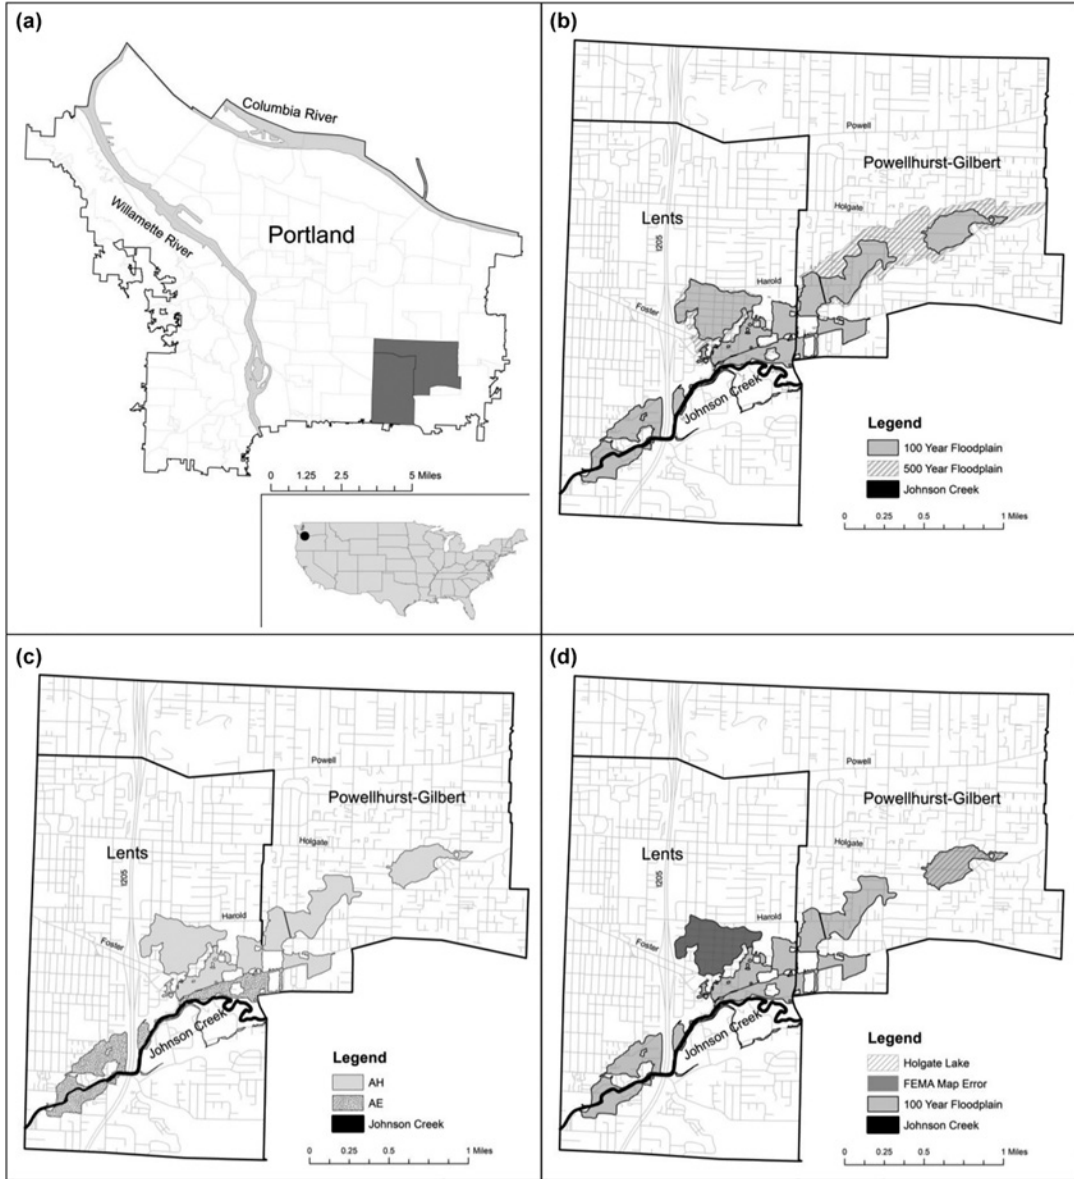 (a)
Columbia River
Willamette River
Portland
0 1.25 2.5 5 Miles
(b)
Powell
Powellhurst-Gilbert
Holgate
Lents
I205
Harold
Foster
Johnson Creek
Legend
100 Year Floodplain
500 Year Floodplain
Johnson Creek
0 0.25 0.5 1 Miles
(c)
Powell
Powellhurst-Gilbert
Holgate
Lents
I205
Harold
Foster
Johnson Creek
Legend
AH
AE
Johnson Creek
0 0.25 0.5 1 Miles
(d)
Powell
Powellhurst-Gilbert
Holgate
Lents
I205
Harold
Foster
Johnson Creek
Legend
Holgate Lake
FEMA Map Error
100 Year Floodplain
Johnson Creek
0 0.25 0.5 1 Miles